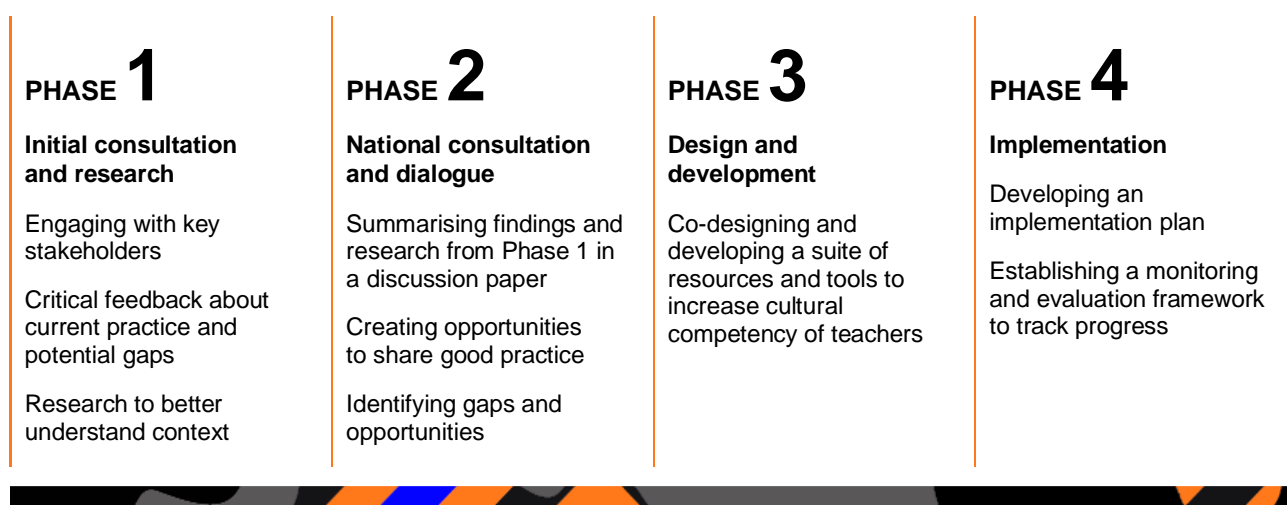 PHASE 1
Initial consultation
and research
Engaging with key
stakeholders
Critical feedback about
current practice and
potential gaps
Research to better
understand context
PHASE 2
National consultation
and dialogue
Summarising findings and
research from Phase 1 in
a discussion paper
Creating opportunities
to share good practice
Identifying gaps and
opportunities
PHASE 3
Design and
development
Co-designing and
developing a suite of
resources and tools to
increase cultural
competency of teachers
PHASE 4
Implementation
Developing an
implementation plan
Establishing a monitoring
and evaluation framework
to track progress